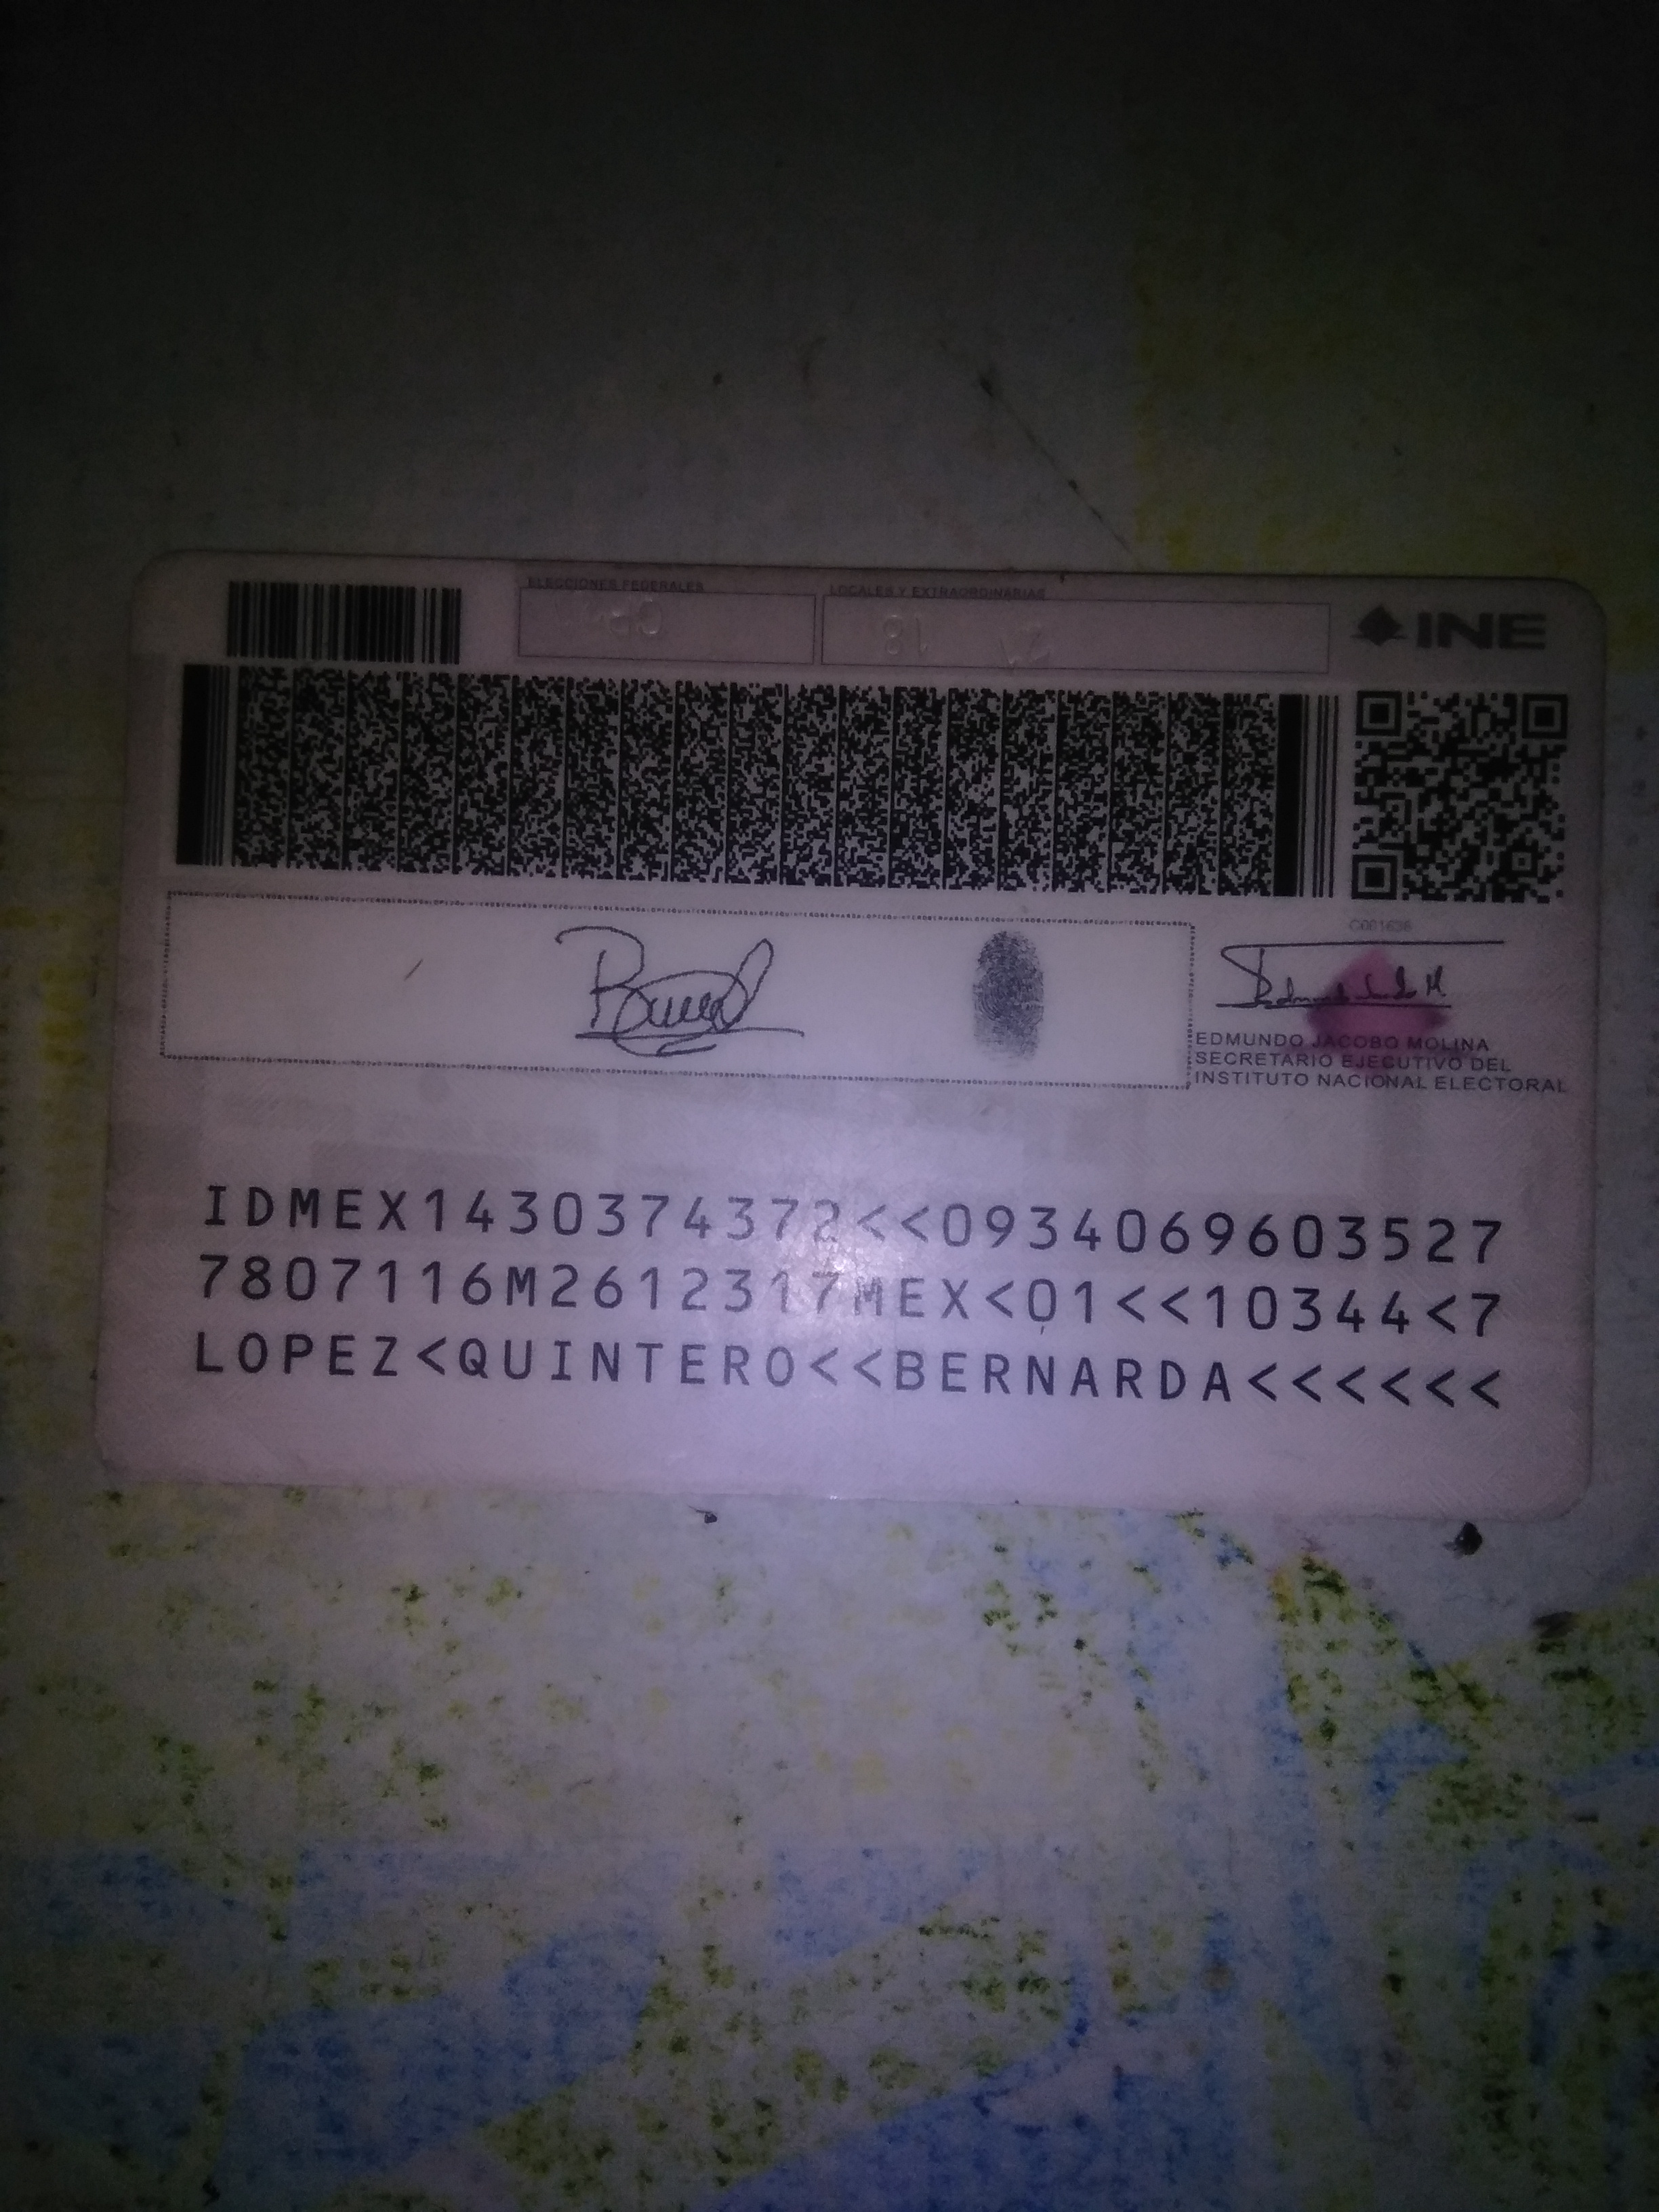 ELECCIONES FEDERALES
LOCALES Y EXTRAORDINARIAS
18
21
INE
EDMUNDO JACOBO MOLINA
SECRETARIO EJECUTIVO DEL
INSTITUTO NACIONAL ELECTORAL
IDMEX1430374372<<0934069603527
7807116M2612317MEX<01<<10344<7
LOPEZ<QUINTERO<<BERNARDA<<<<<<